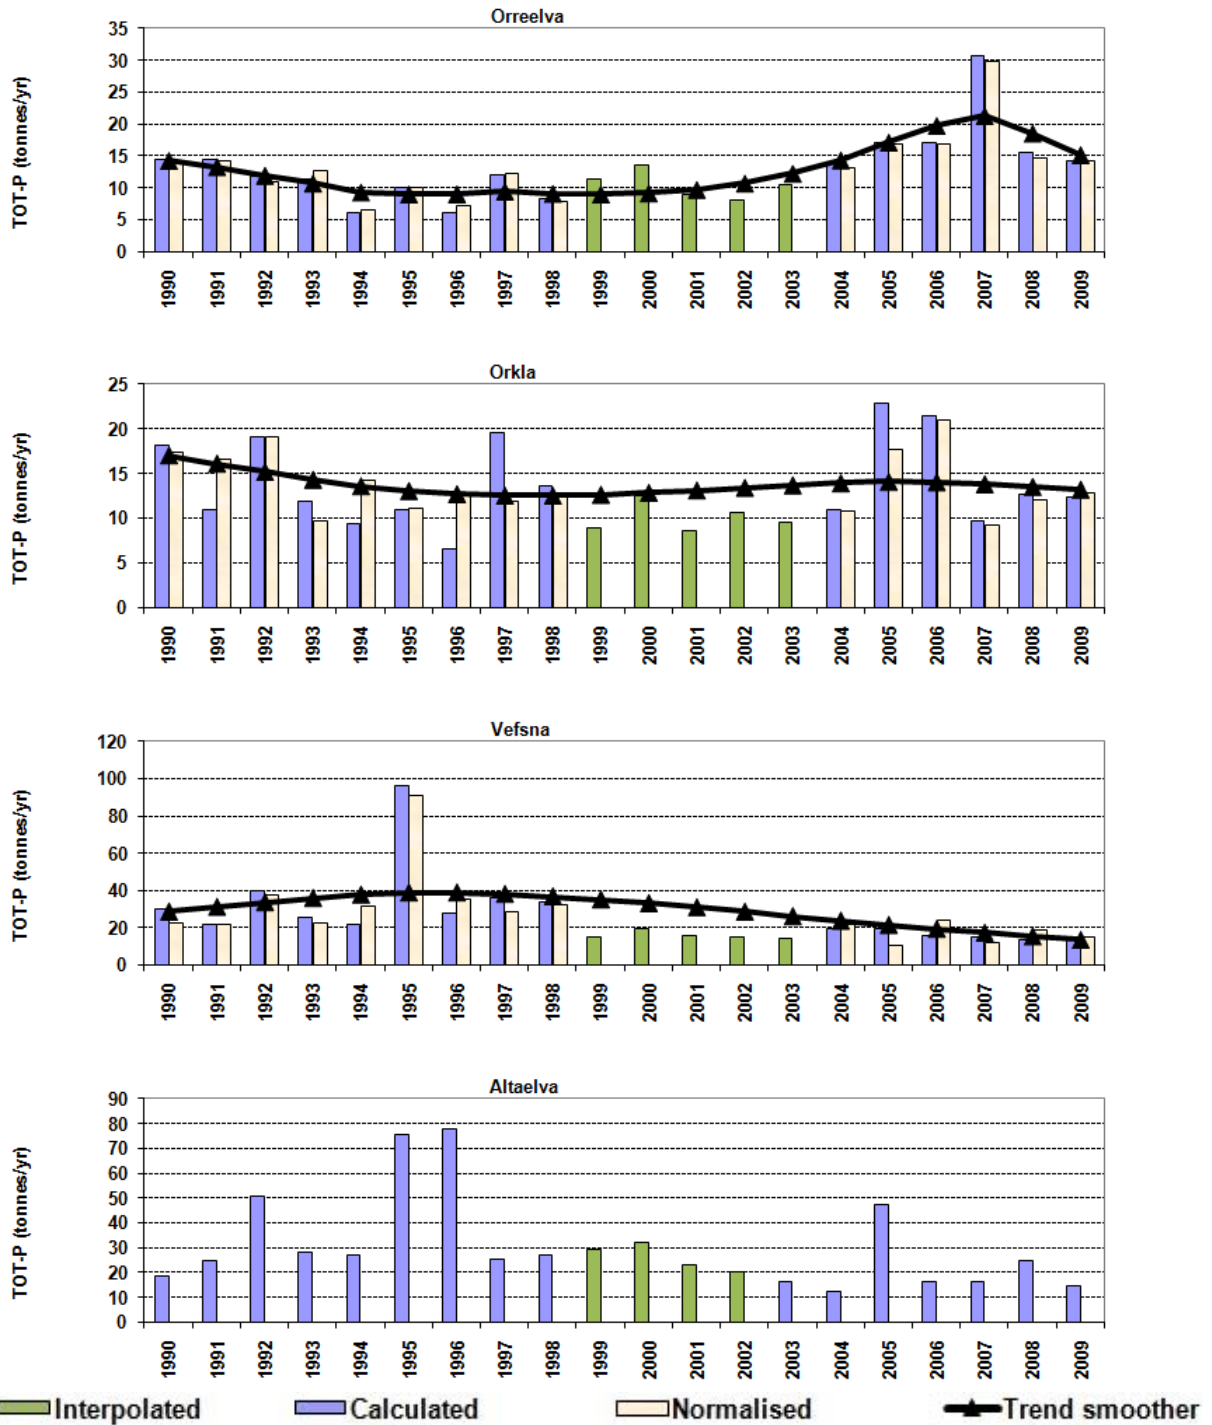 Orreelva
TOT-P (tonnes/yr)
35
30
25
20
15
10
5
0
1990 1991 1992 1993 1994 1995 1996 1997 1998 1999 2000 2001 2002 2003 2004 2005 2006 2007 2008 2009
Orkla
TOT-P (tonnes/yr)
25
20
15
10
5
0
1990 1991 1992 1993 1994 1995 1996 1997 1998 1999 2000 2001 2002 2003 2004 2005 2006 2007 2008 2009
Vefsna
TOT-P (tonnes/yr)
120
100
80
60
40
20
0
1990 1991 1992 1993 1994 1995 1996 1997 1998 1999 2000 2001 2002 2003 2004 2005 2006 2007 2008 2009
Altaelva
TOT-P (tonnes/yr)
90
80
70
60
50
40
30
20
10
0
1990 1991 1992 1993 1994 1995 1996 1997 1998 1999 2000 2001 2002 2003 2004 2005 2006 2007 2008 2009
Interpolated Calculated Normalised Trend smoother